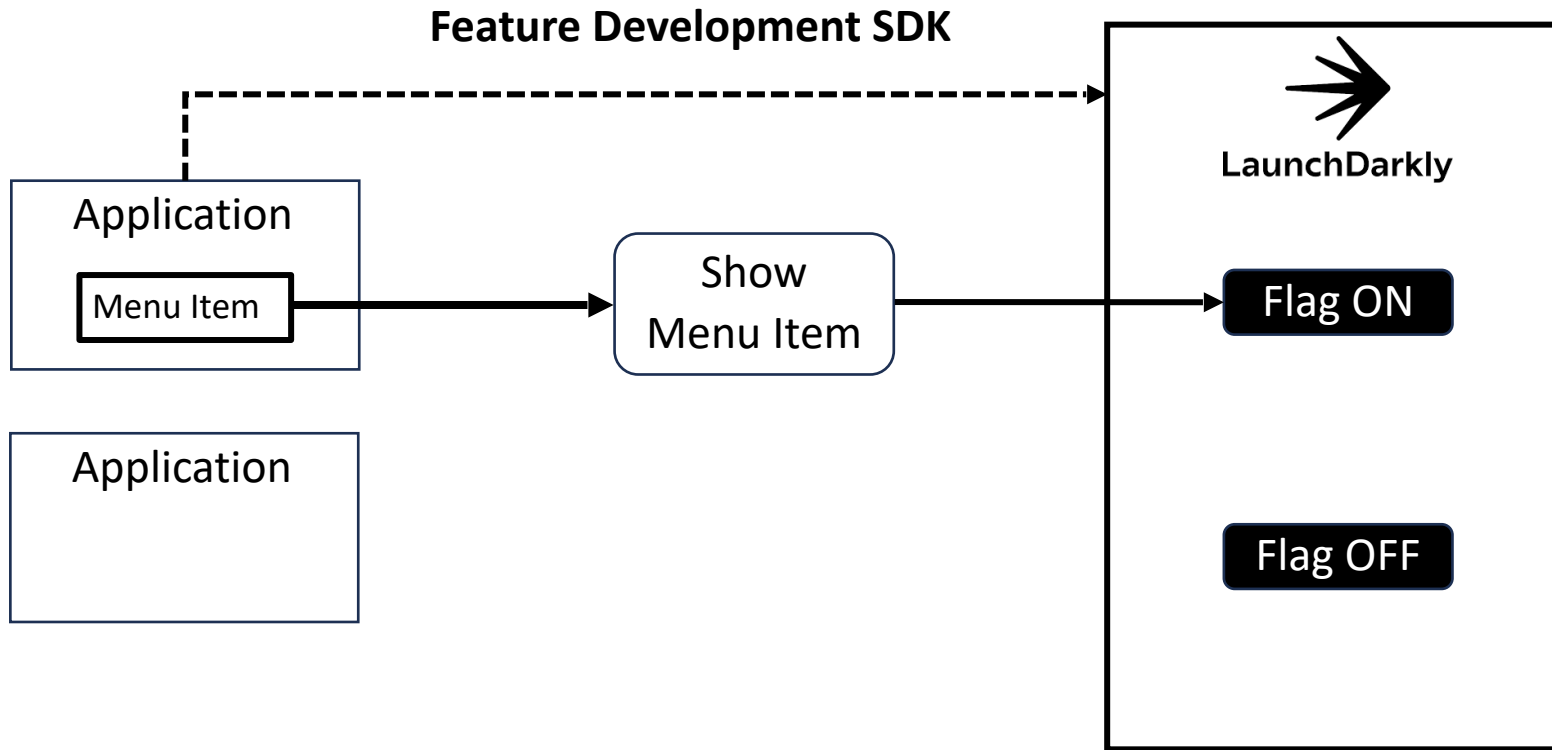 Feature Development SDK
LaunchDarkly
Application
Menu Item
Show
Menu Item
Flag ON
Application
Flag OFF